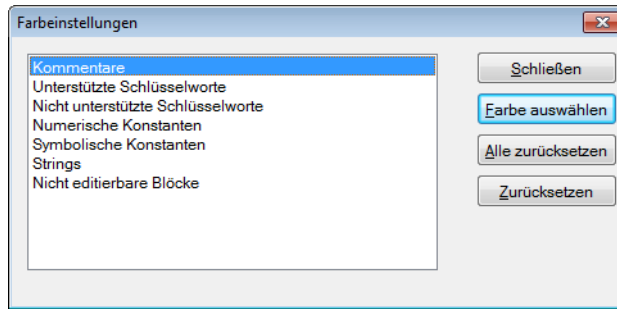 Farbeinstellungen
Kommentare
Unterstützte Schlüsselworte
Nicht unterstützte Schlüsselworte
Numerische Konstanten
Symbolische Konstanten
Strings
Nicht editierbare Blöcke
Schließen
Farbe auswählen
Alle zurücksetzen
Zurücksetzen